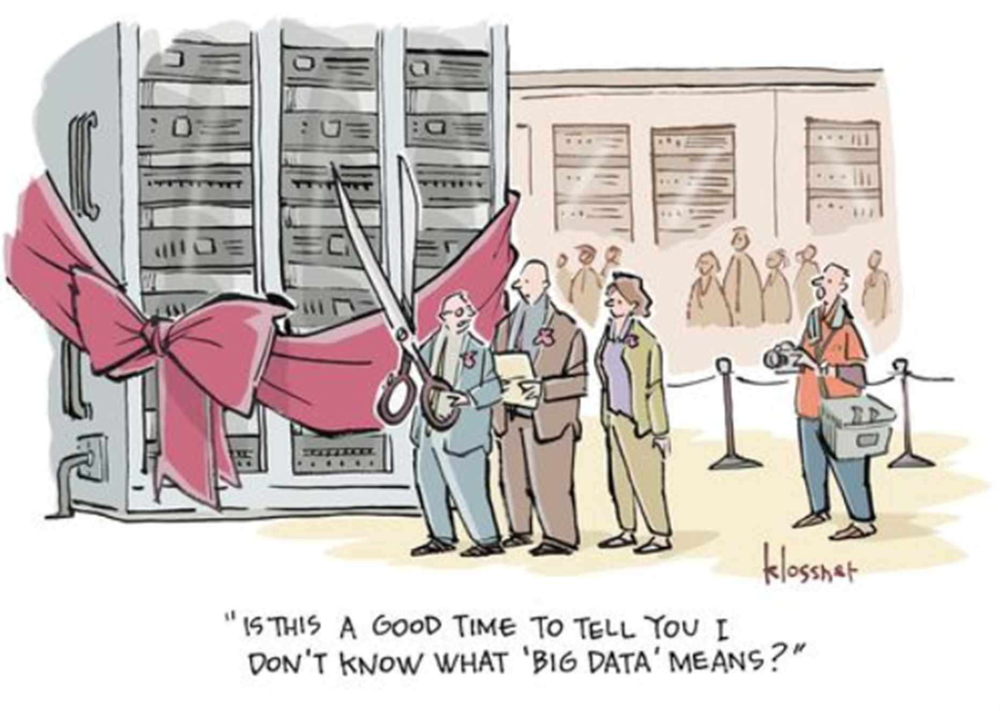 klossner
"IS THIS A GOOD TIME TO TELL YOU I
DON'T KNOW WHAT 'BIG DATA' MEANS?"